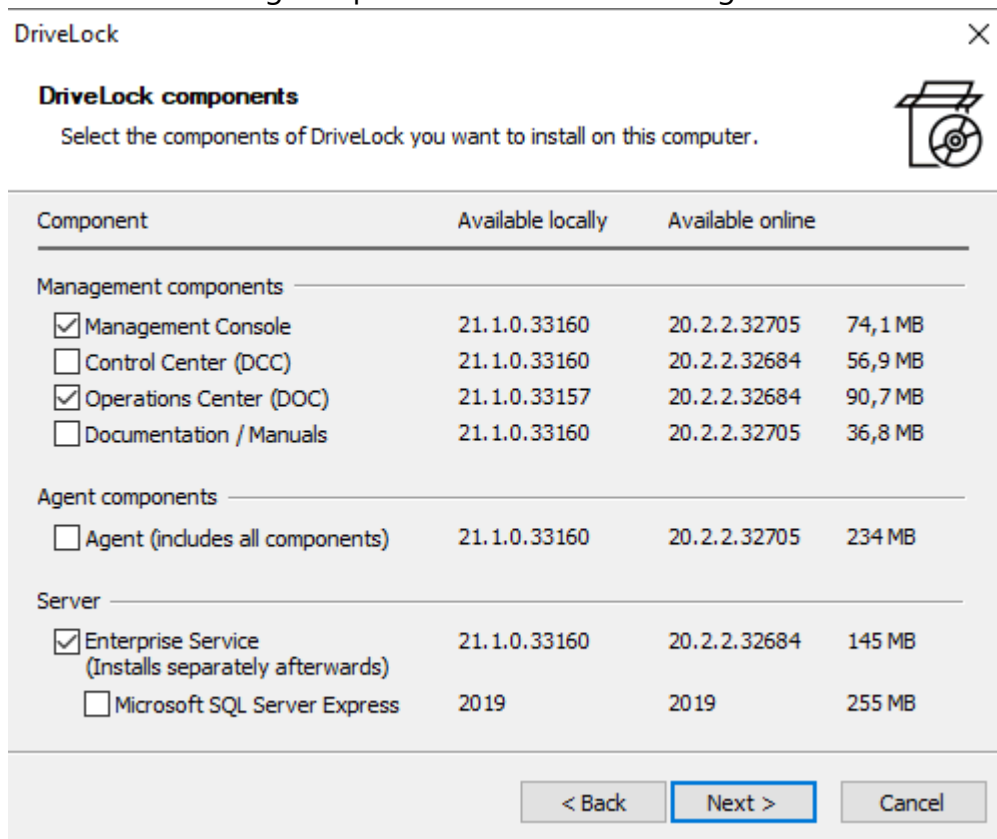 DriveLock
DriveLock components
Select the components of DriveLock you want to install on this computer.
Component Available locally Available online
Management components
Management Console 21.1.0.33160 20.2.2.32705 74,1 MB
Control Center (DCC) 21.1.0.33160 20.2.2.32684 56,9 MB
Operations Center (DOC) 21.1.0.33157 20.2.2.32684 90,7 MB
Documentation / Manuals 21.1.0.33160 20.2.2.32705 36,8 MB
Agent components
Agent (includes all components) 21.1.0.33160 20.2.2.32705 234 MB
Server
Enterprise Service 21.1.0.33160 20.2.2.32684 145 MB
(Installs separately afterwards)
Microsoft SQL Server Express 2019 2019 255 MB
< Back Next > Cancel